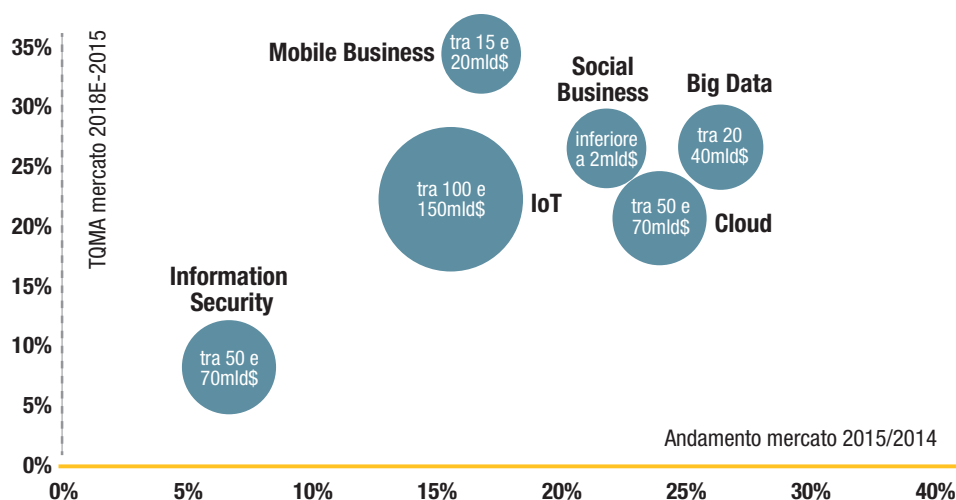 35%
30%
25%
20%
15%
10%
5%
0%
TQMA mercato 2018E-2015
Mobile Business
tra 15 e
20mld$
Social
Business
inferiore
a 2mld$
Big Data
tra 20
40mld$
tra 100 e
150mld$
IoT
tra 50 e
70mld$
Cloud
Information
Security
tra 50 e
70mld$
Andamento mercato 2015/2014
0%
5%
10%
15%
20%
25%
30%
35%
40%